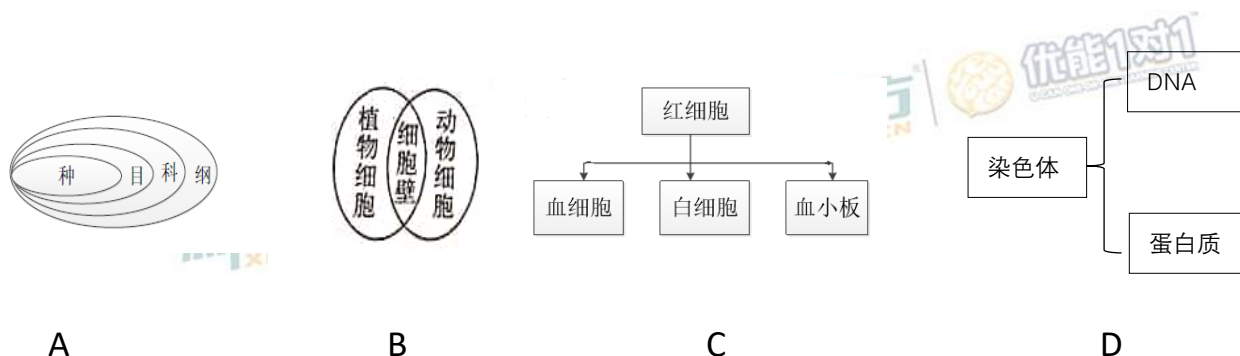 种 目 科 纲
植物细胞
细胞壁
动物细胞
红细胞
血细胞 白细胞 血小板
染色体
DNA
蛋白质
优能1对1
A B C D